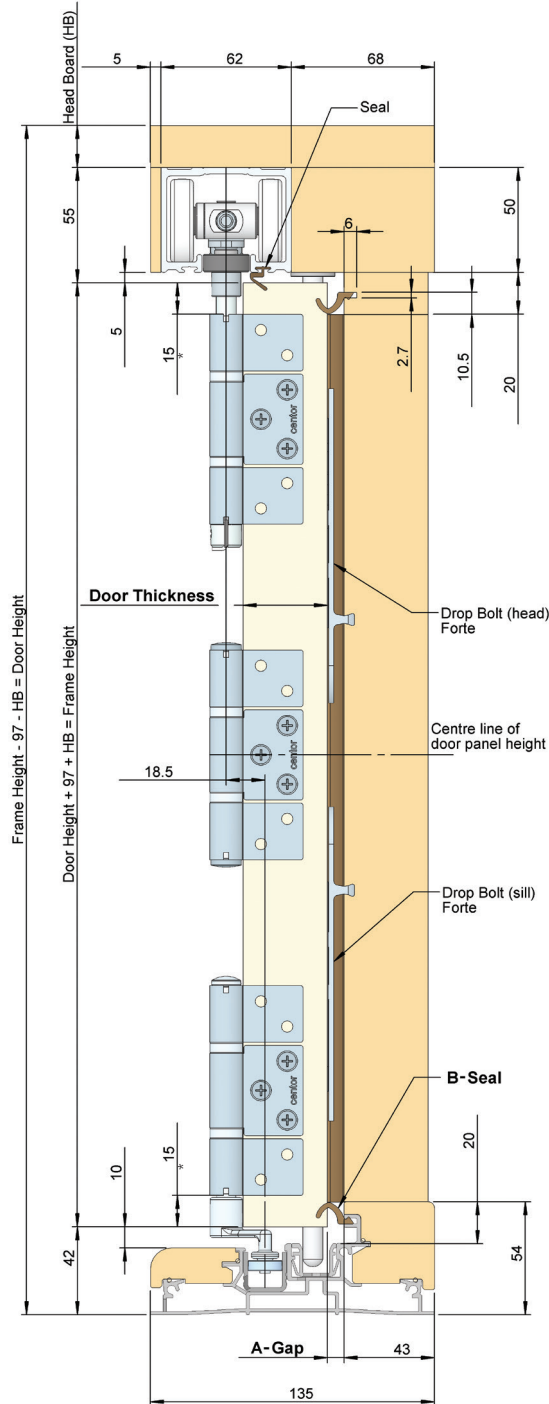 Head Board (HB)
5
62
68
Seal
55
50
6
5
15
*
2.7
10.5
20
centor
Door Thickness
Drop Bolt (head)
Forte
Frame Height - 97 - HB = Door Height
Door Height + 97 + HB = Frame Height
centor
Centre line of
door panel height
18.5
Drop Bolt (sill)
Forte
centor
B-Seal
10
15
*
20
42
54
A-Gap
43
135